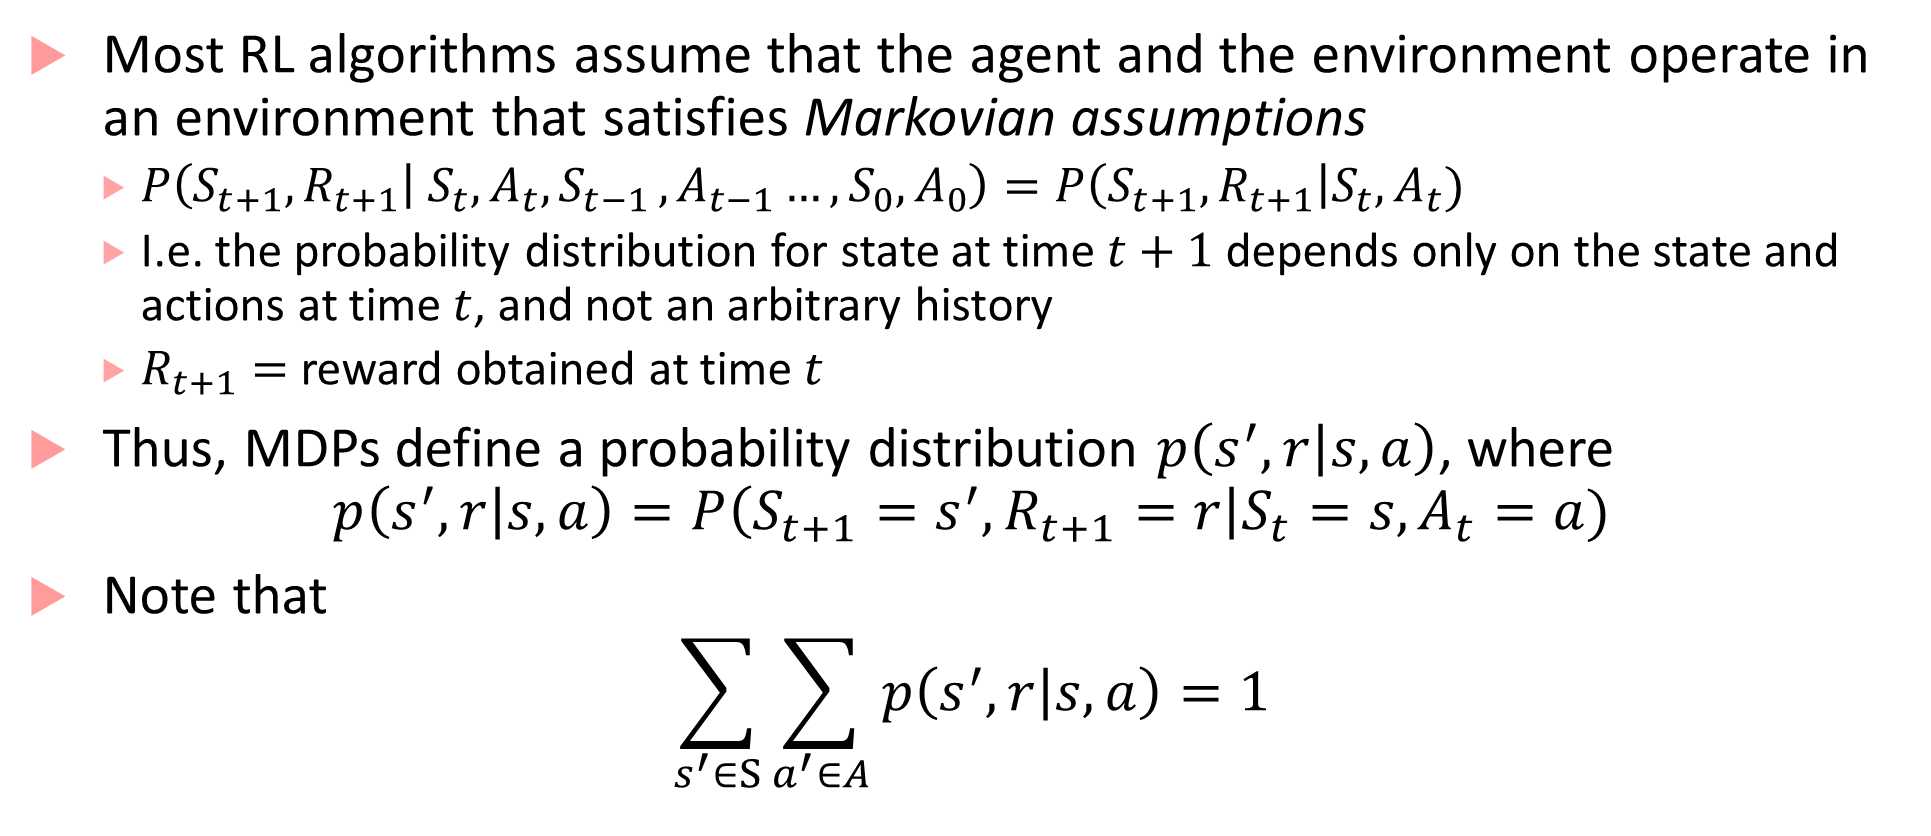 Most RL algorithms assume that the agent and the environment operate in
an environment that satisfies Markovian assumptions
P(S_{t+1}, R_{t+1}| S_t, A_t, S_{t−1}, A_{t−1} …, S_0, A_0) = P(S_{t+1}, R_{t+1}|S_t, A_t)
I.e. the probability distribution for state at time t + 1 depends only on the state and
actions at time t, and not an arbitrary history
R_{t+1} = reward obtained at time t
Thus, MDPs define a probability distribution p(s′, r|s, a), where
p(s′, r|s, a) = P(S_{t+1} = s′, R_{t+1} = r|S_t = s, A_t = a)
Note that
∑_{s′∈S} ∑_{a′∈A} p(s′, r|s, a) = 1